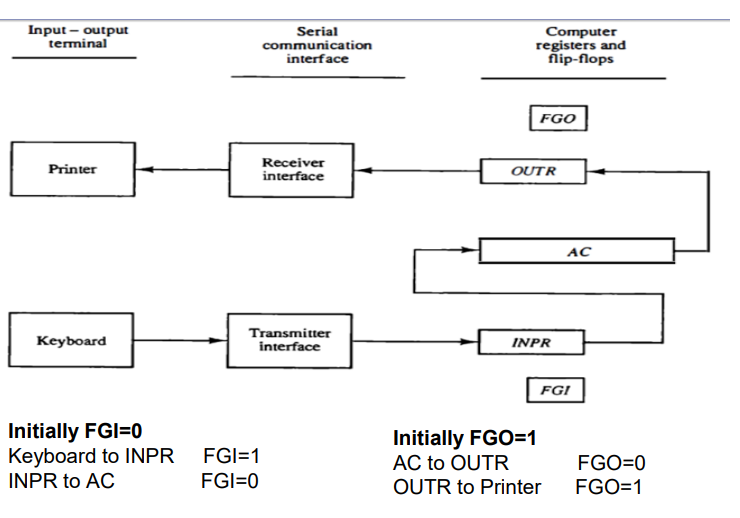 Input – output
terminal
Serial
communication
interface
Computer
registers and
flip-flops
FGO
Printer
Receiver
interface
OUTR
AC
Keyboard
Transmitter
interface
INPR
FGI
Initially FGI=0
Keyboard to INPR FGI=1
INPR to AC FGI=0
Initially FGO=1
AC to OUTR FGO=0
OUTR to Printer FGO=1